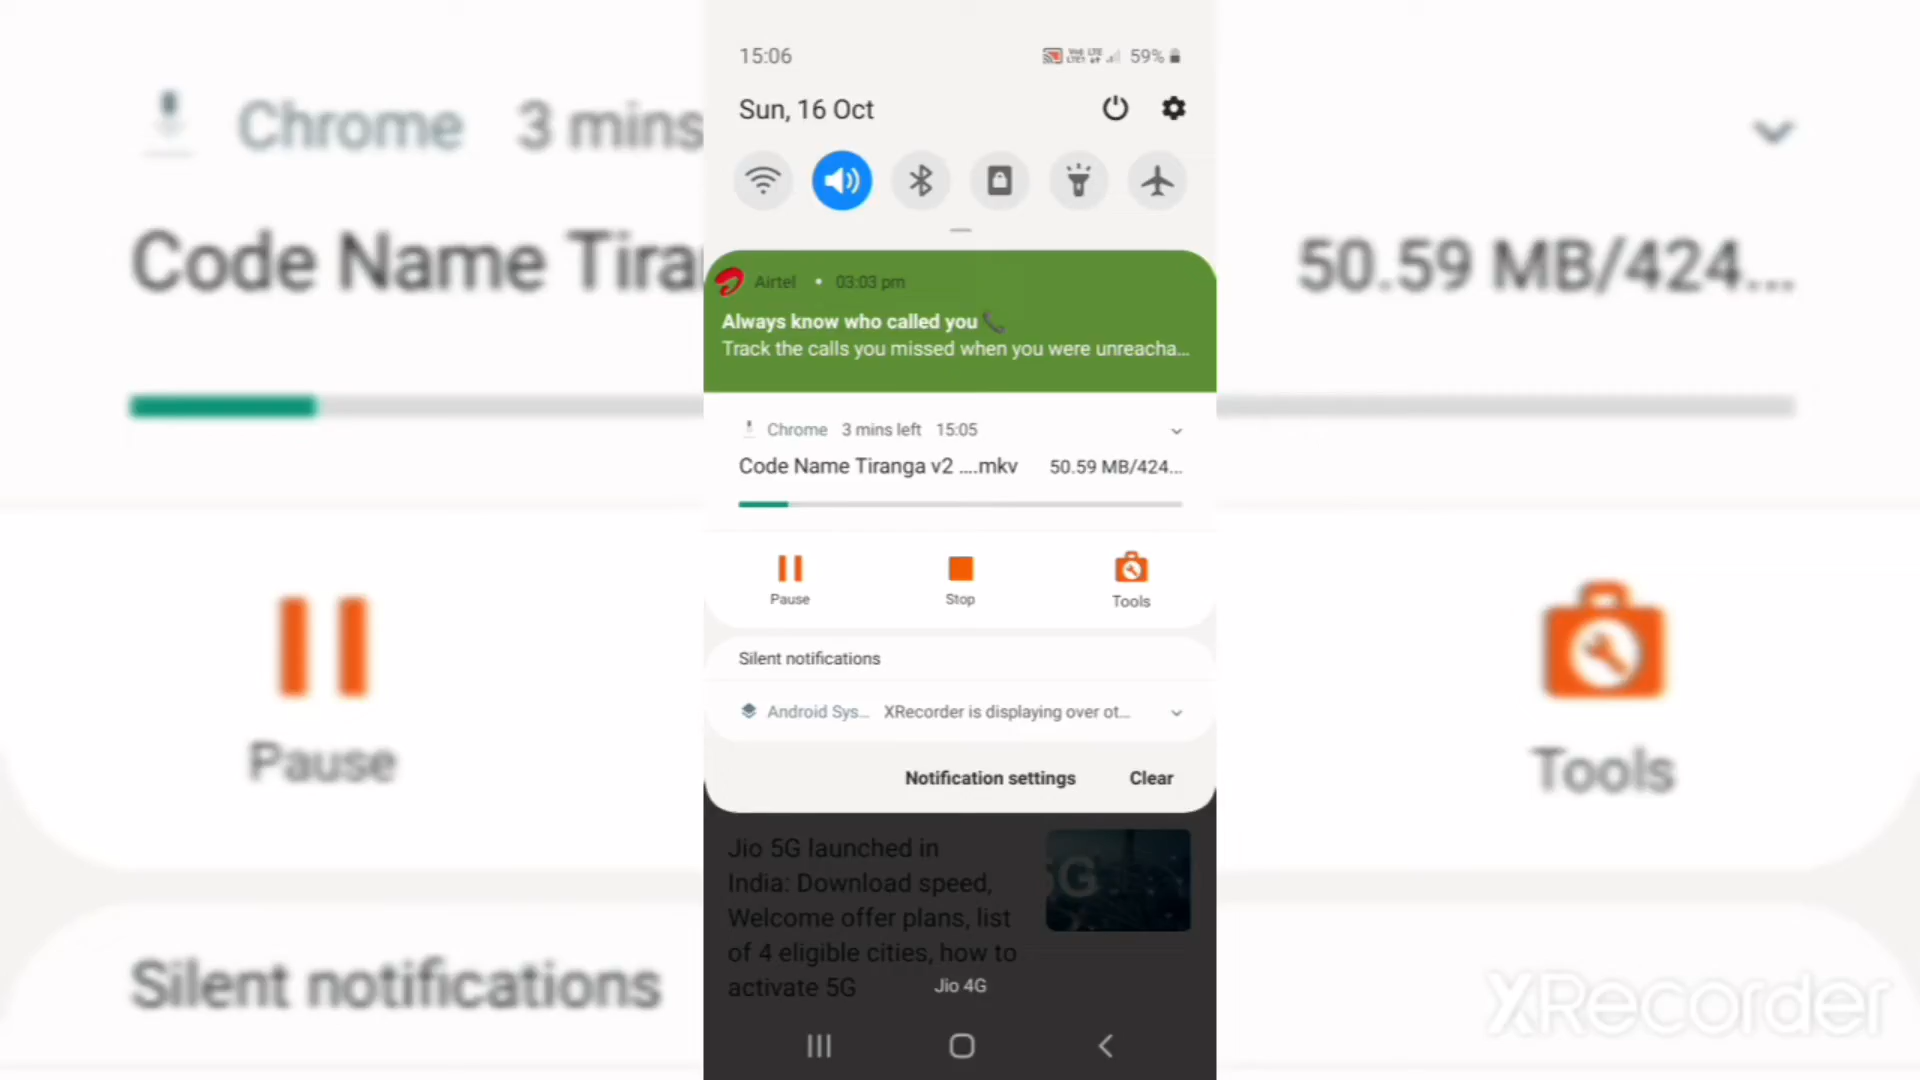 15:06
59%
Sun, 16 Oct
Airtel • 03:03 pm
Always know who called you
Track the calls you missed when you were unreacha...
Chrome 3 mins left 15:05
Code Name Tiranga v2 ....mkv 50.59 MB/424...
Pause Stop Tools
Silent notifications
Android Sys... XRecorder is displaying over ot...
Notification settings Clear
Jio 5G launched in
India: Download speed,
Welcome offer plans, list
of 4 eligible cities, how to
activate 5G
5G
Jio 4G
Chrome 3 mins
Code Name Tira
50.59 MB/424...
Pause
Tools
Silent notifications
XRecorder